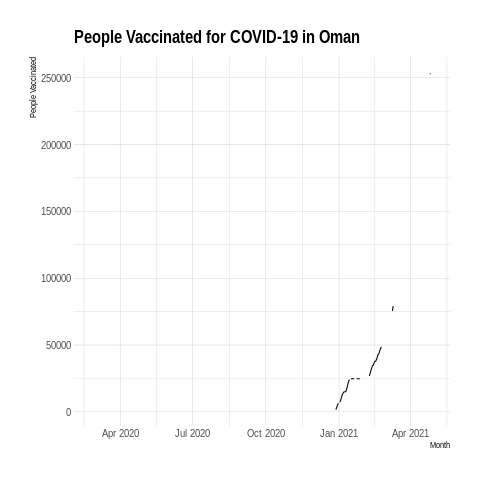 People Vaccinated for COVID-19 in Oman
People Vaccinated
250000
200000
150000
100000
50000
0
Apr 2020 Jul 2020 Oct 2020 Jan 2021 Apr 2021
Month